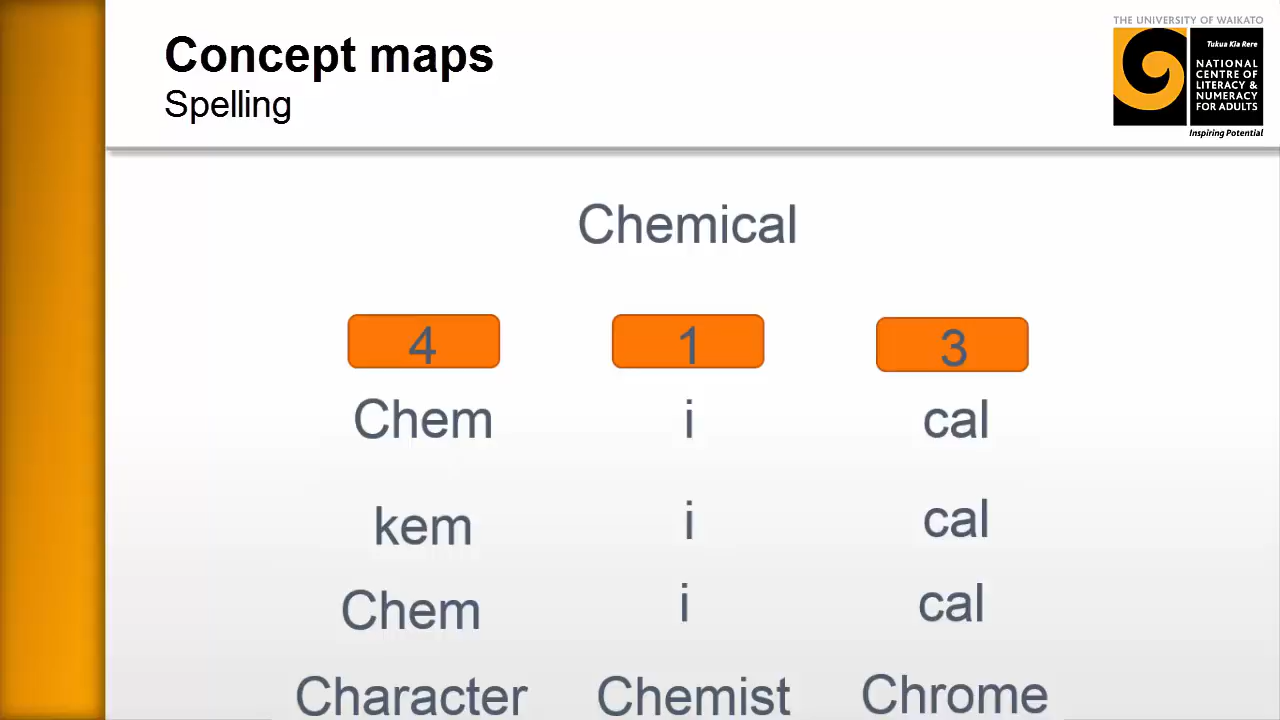 Concept maps
Spelling
THE UNIVERSITY OF WAIKATO
Tukua Kia Rere
NATIONAL
CENTRE OF
LITERACY &
NUMERACY
FOR ADULTS
Inspiring Potential
Chemical
4 1 3
Chem i cal
kem i cal
Chem i cal
Character Chemist Chrome